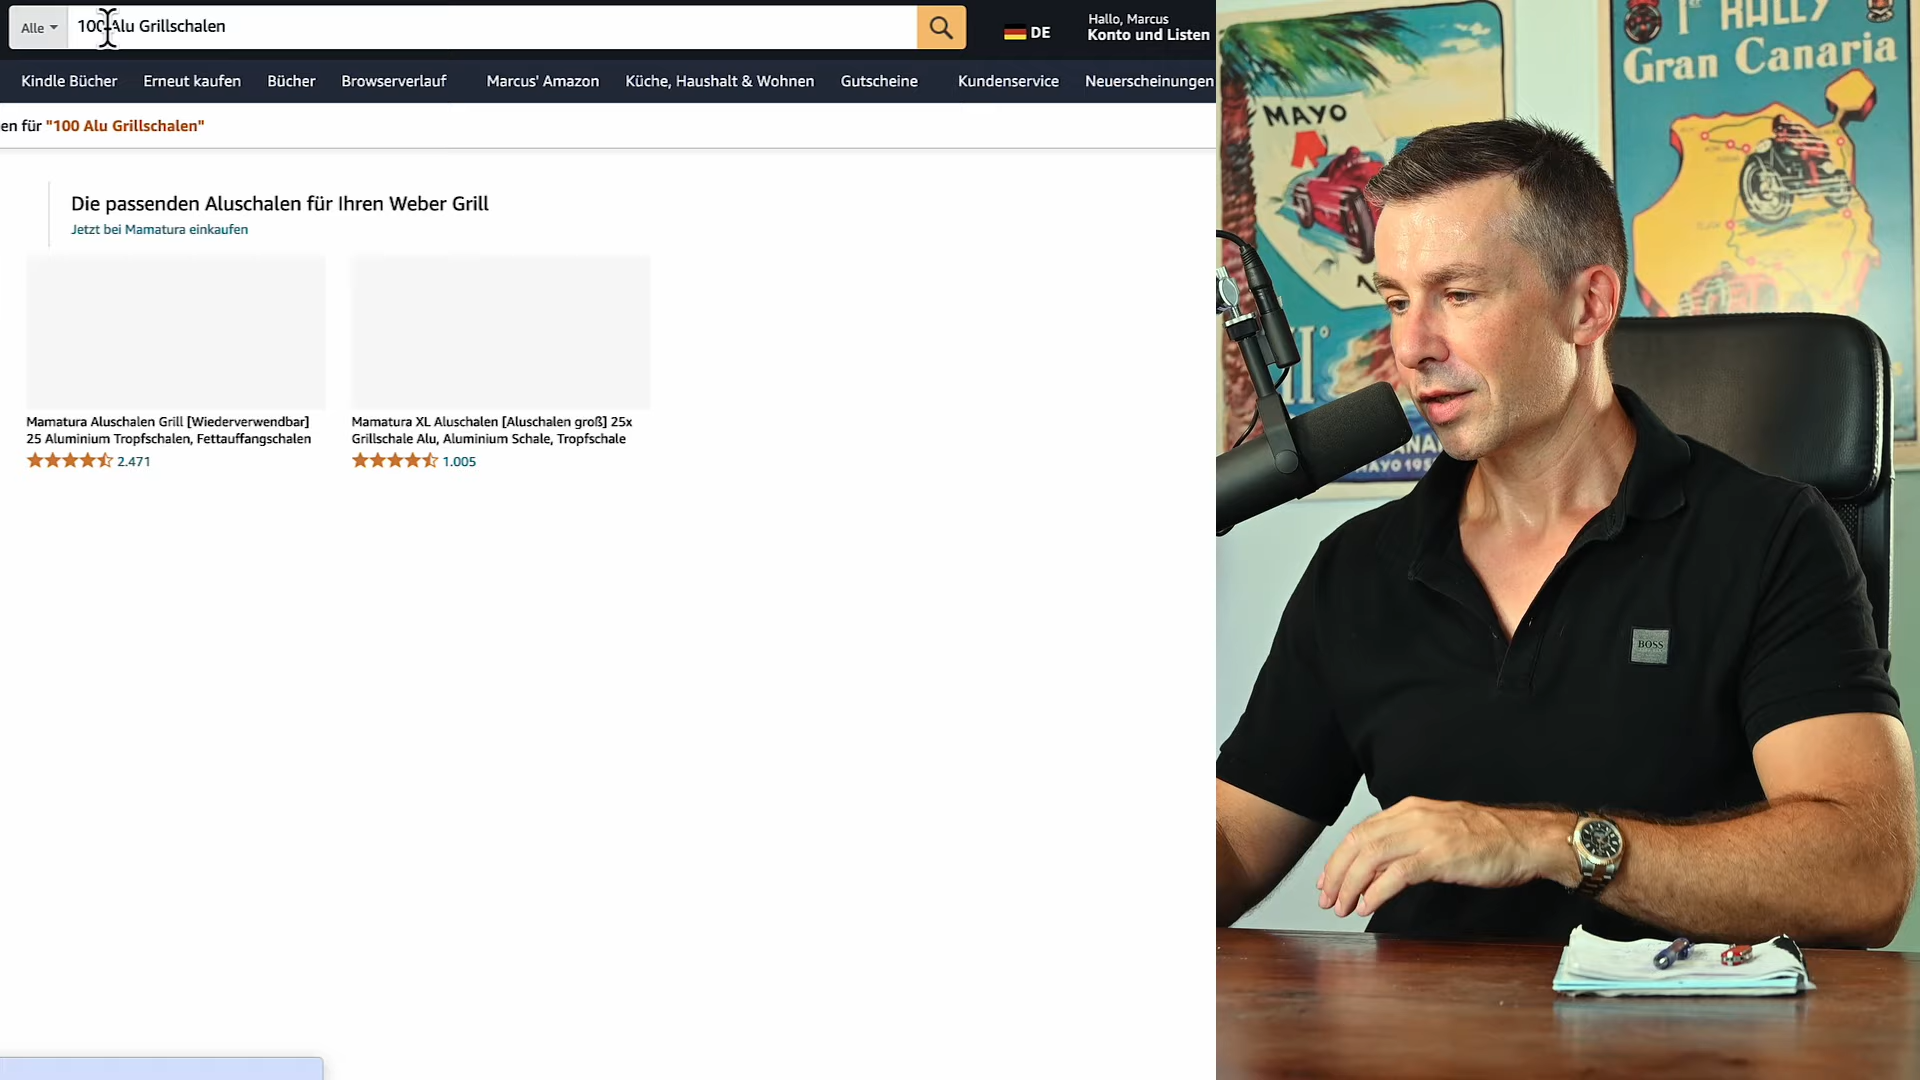 Alle
100 Alu Grillschalen
DE
Hallo, Marcus
Konto und Listen
Kindle Bücher
Erneut kaufen
Bücher
Browserverlauf
Marcus' Amazon
Küche, Haushalt & Wohnen
Gutscheine
Kundenservice
Neuerscheinungen
en für "100 Alu Grillschalen"
Die passenden Aluschalen für Ihren Weber Grill
Jetzt bei Mamatura einkaufen
Mamatura Aluschalen Grill [Wiederverwendbar]
25 Aluminium Tropfschalen, Fettauffangschalen
2.471
Mamatura XL Aluschalen [Aluschalen groß] 25x
Grillschale Alu, Aluminium Schale, Tropfschale
1.005
MAYO
RALLY
Gran Canaria
BOSS